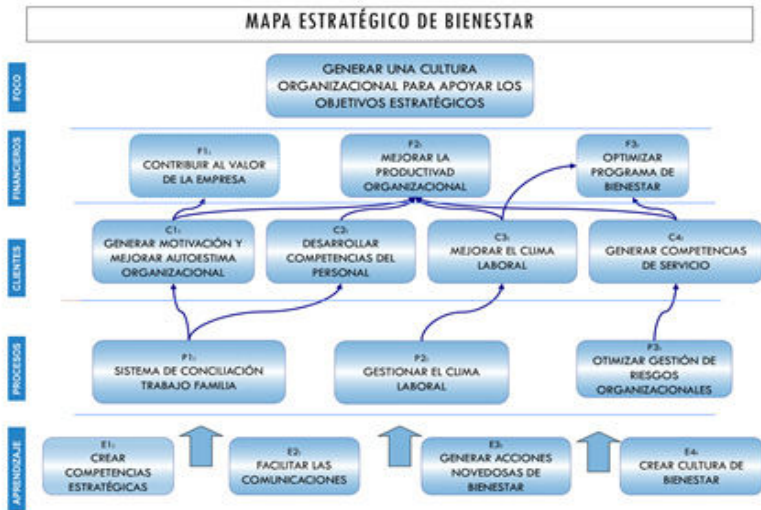 MAPA ESTRATÉGICO DE BIENESTAR
FOCO
GENERAR UNA CULTURA
ORGANIZACIONAL PARA APOYAR LOS
OBJETIVOS ESTRATÉGICOS
FINANCIEROS
F1:
CONTRIBUIR AL VALOR
DE LA EMPRESA
F2:
MEJORAR LA
PRODUCTIVAD
ORGANIZACIONAL
F3:
OPTIMIZAR
PROGRAMA DE
BIENESTAR
CLIENTES
C1:
GENERAR MOTIVACIÓN Y
MEJORAR AUTOESTIMA
ORGANIZACIONAL
C2:
DESARROLLAR
COMPETENCIAS DEL
PERSONAL
C3:
MEJORAR EL CLIMA
LABORAL
C4:
GENERAR COMPETENCIAS
DE SERVICIO
PROCESOS
P1:
SISTEMA DE CONCILIACIÓN
TRABAJO FAMILIA
P2:
GESTIONAR EL CLIMA
LABORAL
P3:
OTIMIZAR GESTIÓN DE
RIESGOS
ORGANIZACIONALES
APRENDIZAJE
E1:
CREAR
COMPETENCIAS
ESTRATÉGICAS
E2:
FACILITAR LAS
COMUNICACIONES
E3:
GENERAR ACCIONES
NOVEDOSAS DE
BIENESTAR
E4:
CREAR CULTURA DE
BIENESTAR